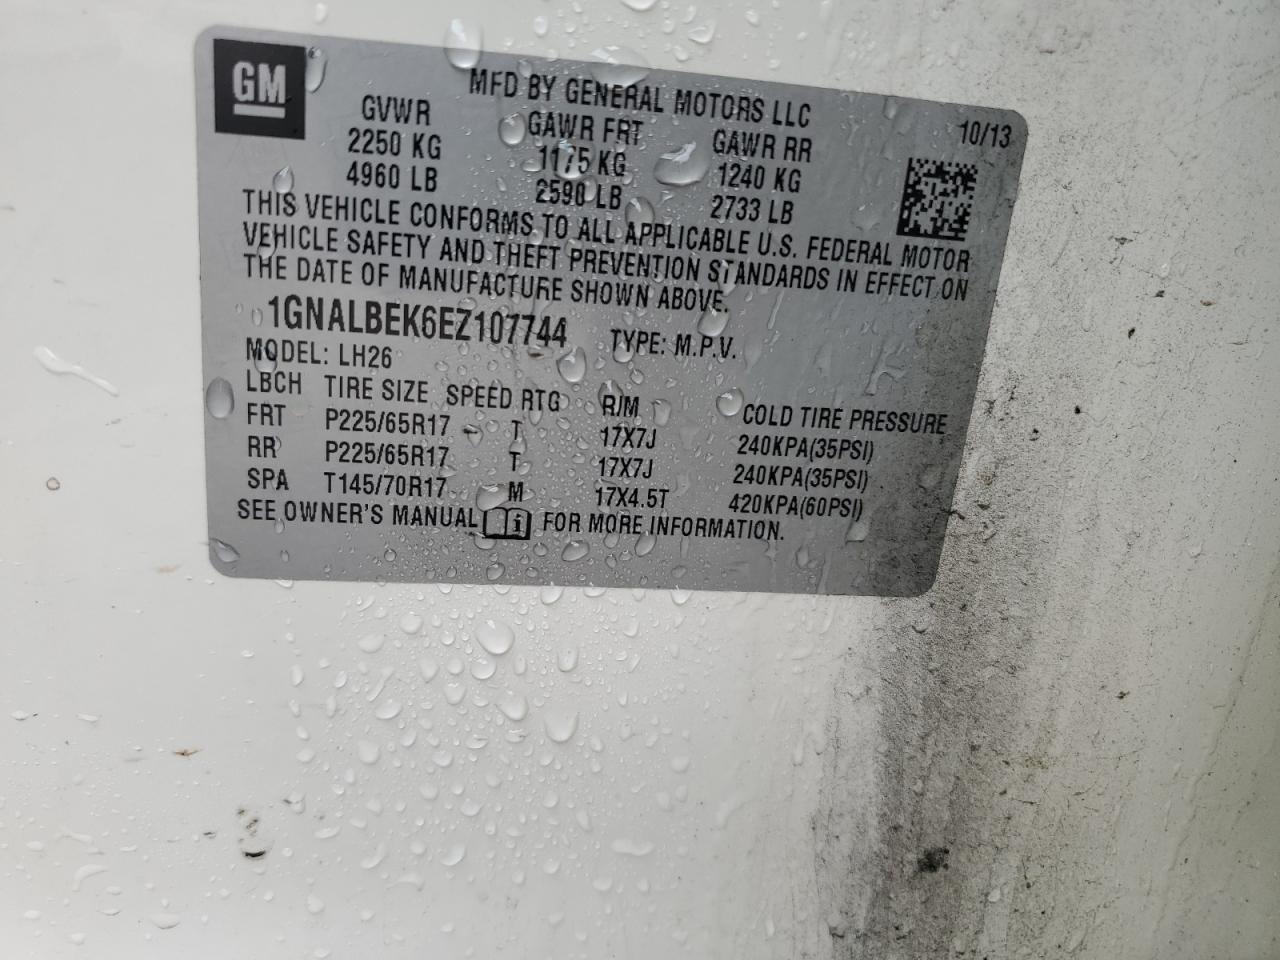 GM
MFD BY GENERAL MOTORS LLC
10/13
GVWR GAWR FRT GAWR RR
2250 KG 1175 KG 1240 KG
4960 LB 2590 LB 2733 LB
THIS VEHICLE CONFORMS TO ALL APPLICABLE U.S. FEDERAL MOTOR
VEHICLE SAFETY AND THEFT PREVENTION STANDARDS IN EFFECT ON
THE DATE OF MANUFACTURE SHOWN ABOVE.
1GNALBEK6EZ107744 TYPE: M.P.V.
MODEL: LH26
LBCH TIRE SIZE SPEED RTG RIM COLD TIRE PRESSURE
FRT P225/65R17 T 17X7J 240KPA(35PSI)
RR P225/65R17 T 17X7J 240KPA(35PSI)
SPA T145/70R17 M 17X4.5T 420KPA(60PSI)
SEE OWNER'S MANUAL i FOR MORE INFORMATION.